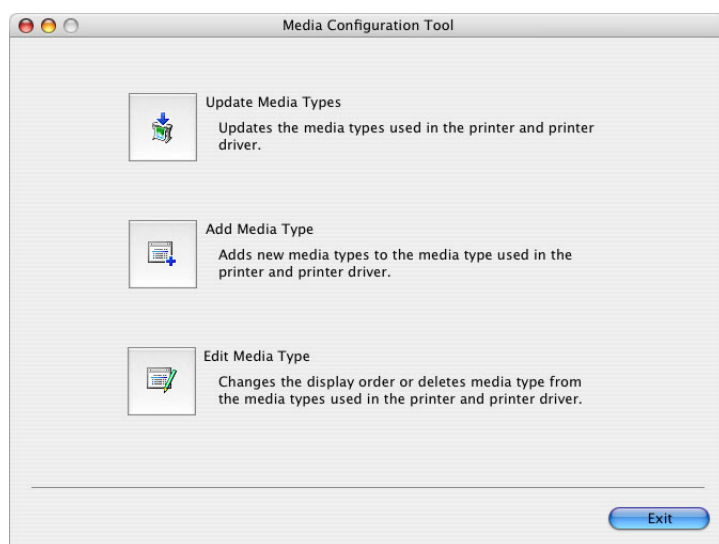 Media Configuration Tool
Update Media Types
Updates the media types used in the printer and printer
driver.
Add Media Type
Adds new media types to the media type used in the
printer and printer driver.
Edit Media Type
Changes the display order or deletes media type from
the media types used in the printer and printer driver.
Exit